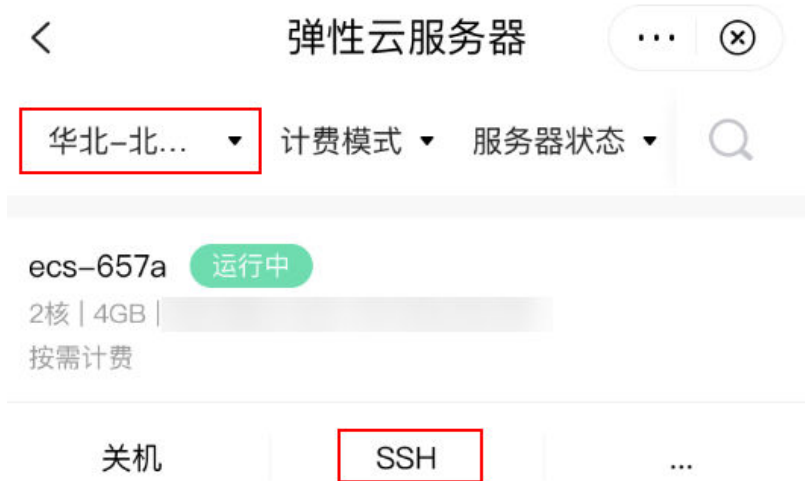 弹性云服务器
华北-北... 计费模式 服务器状态
ecs-657a 运行中
2核 | 4GB |
按需计费
关机 SSH ...